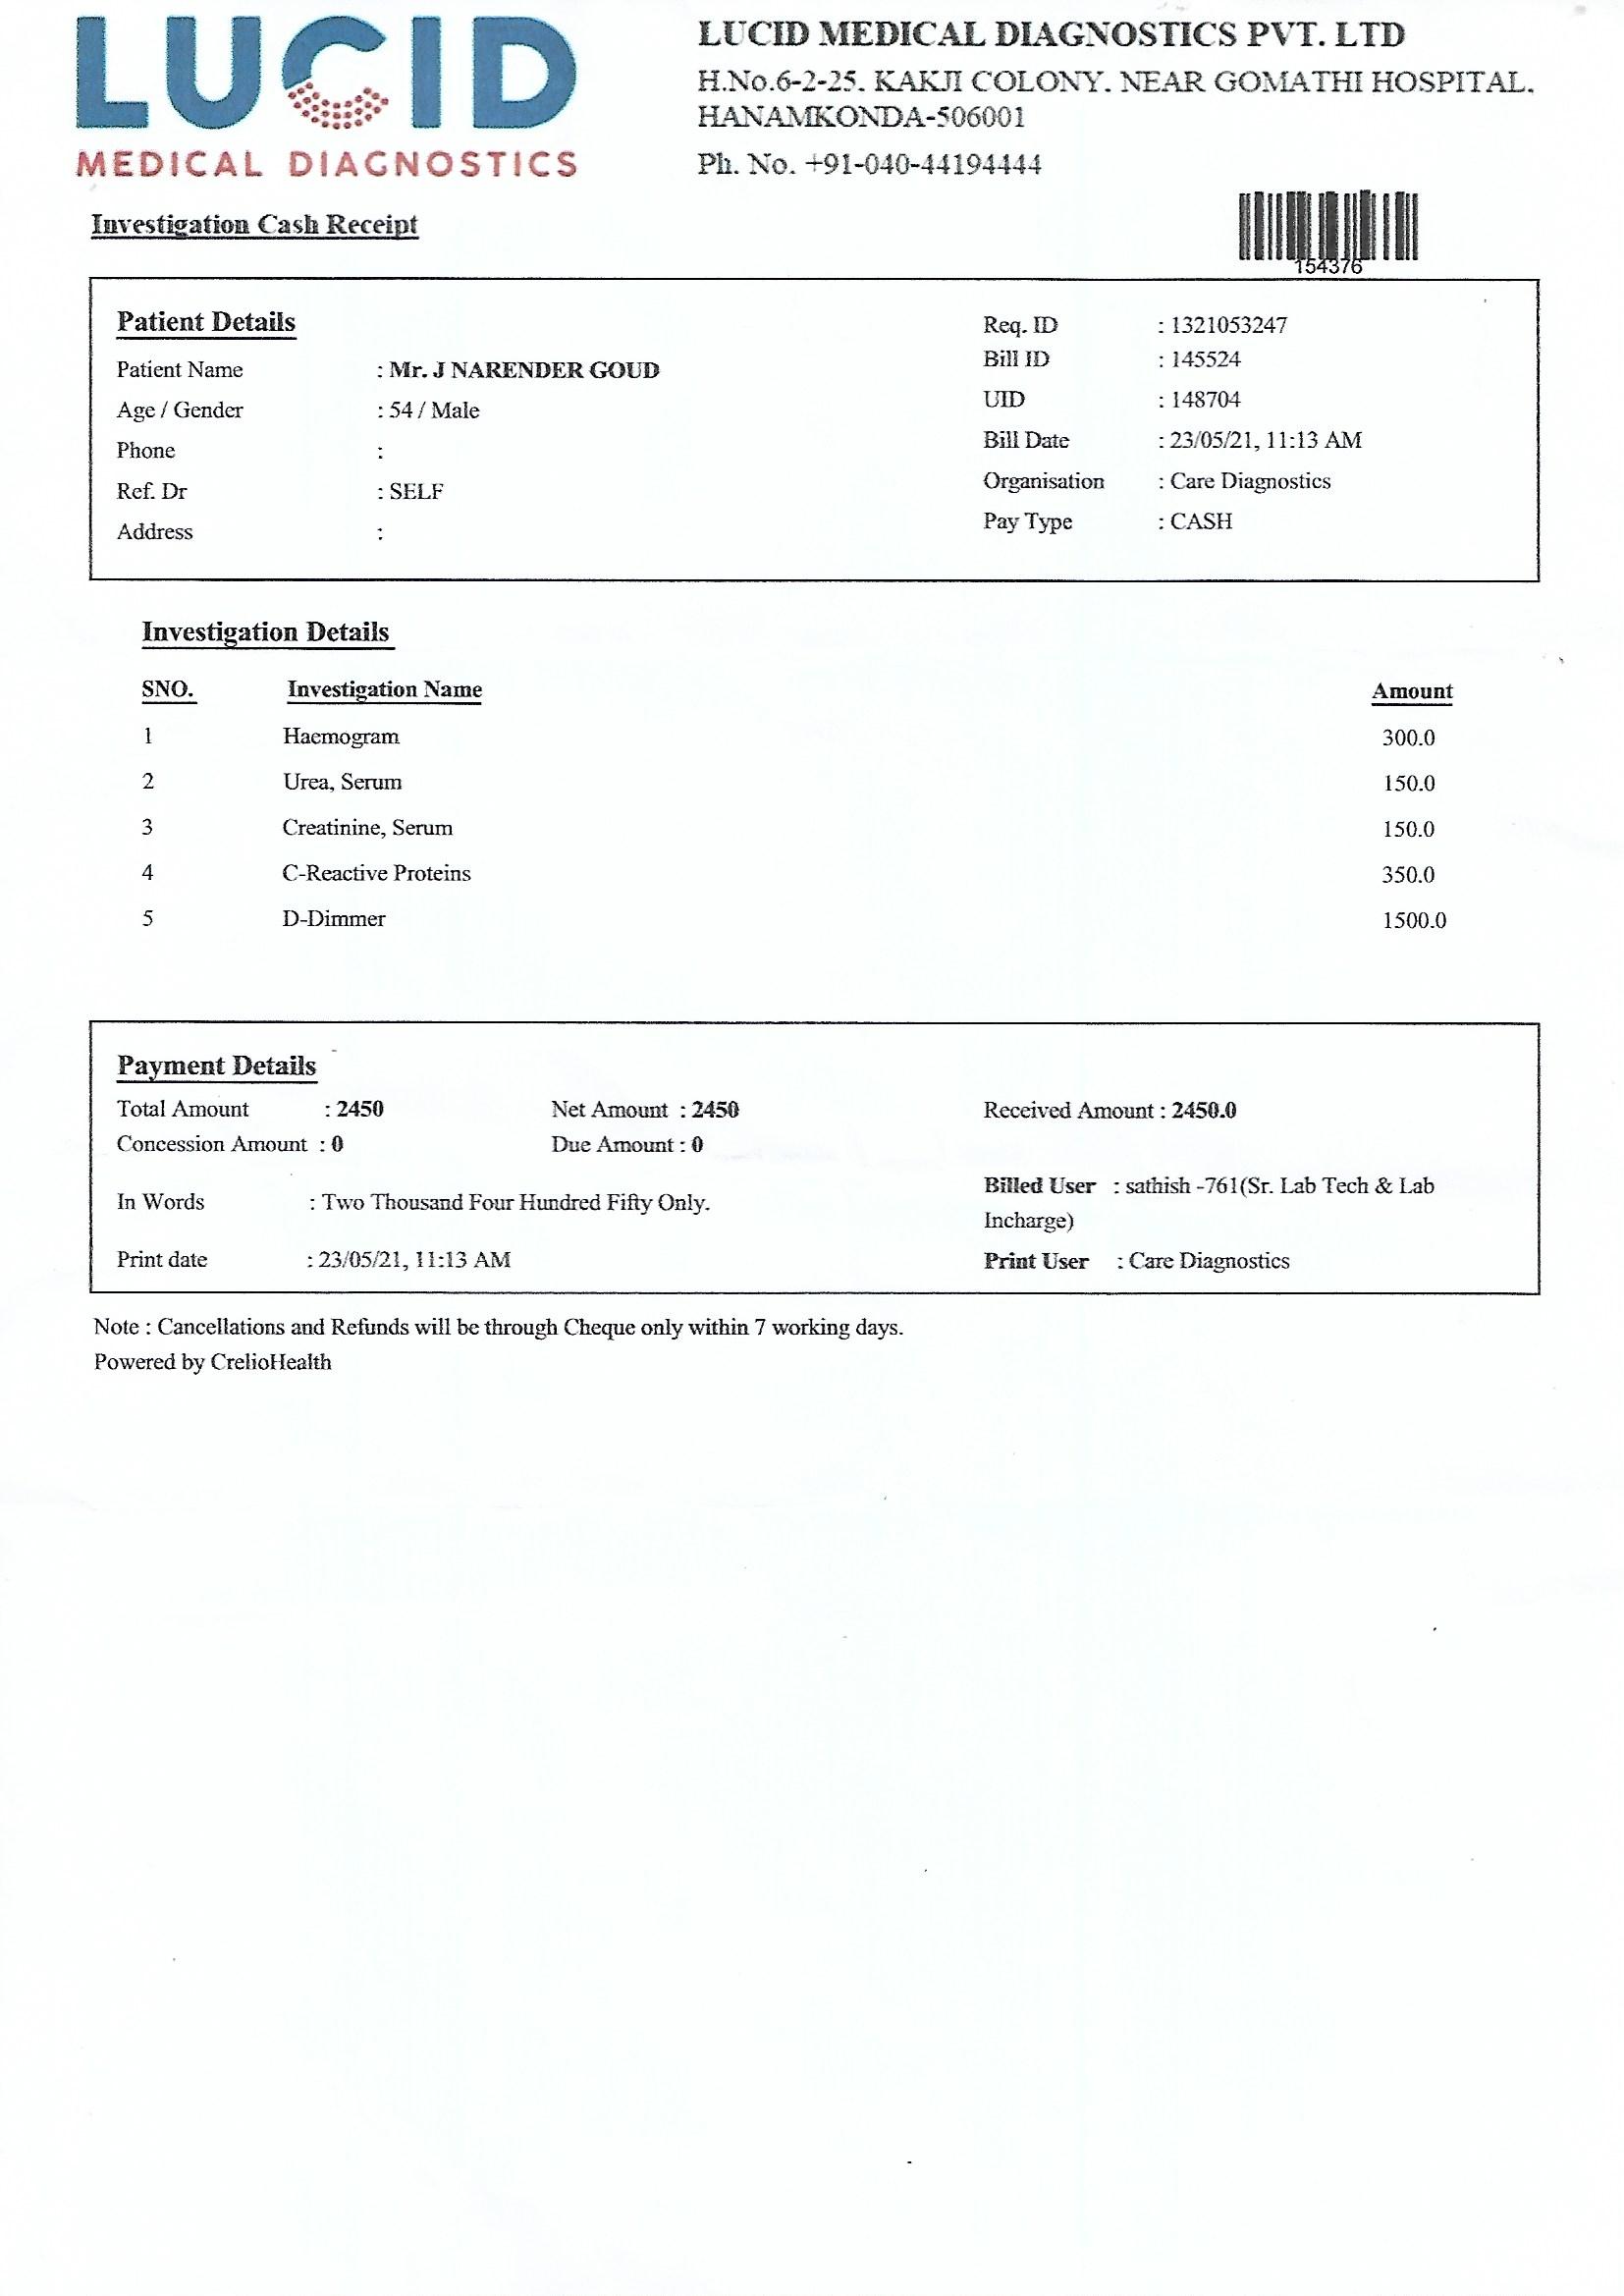 LUCID
MEDICAL DIAGNOSTICS
LUCID MEDICAL DIAGNOSTICS PVT. LTD
H.No.6-2-25. KAKJI COLONY. NEAR GOMATHI HOSPITAL.
HANAMKONDA-506001
Ph. No. +91-040-44194444
Investigation Cash Receipt
154376
Patient Details
Patient Name : Mr. J NARENDER GOUD
Age / Gender : 54 / Male
Phone :
Ref. Dr : SELF
Address :
Req. ID : 1321053247
Bill ID : 145524
UID : 148704
Bill Date : 23/05/21, 11:13 AM
Organisation : Care Diagnostics
Pay Type : CASH
Investigation Details
SNO. Investigation Name Amount
1 Haemogram 300.0
2 Urea, Serum 150.0
3 Creatinine, Serum 150.0
4 C-Reactive Proteins 350.0
5 D-Dimmer 1500.0
Payment Details
Total Amount : 2450 Net Amount : 2450 Received Amount : 2450.0
Concession Amount : 0 Due Amount : 0
In Words : Two Thousand Four Hundred Fifty Only.
Billed User : sathish -761(Sr. Lab Tech & Lab
Incharge)
Print date : 23/05/21, 11:13 AM Print User : Care Diagnostics
Note : Cancellations and Refunds will be through Cheque only within 7 working days.
Powered by CrelioHealth